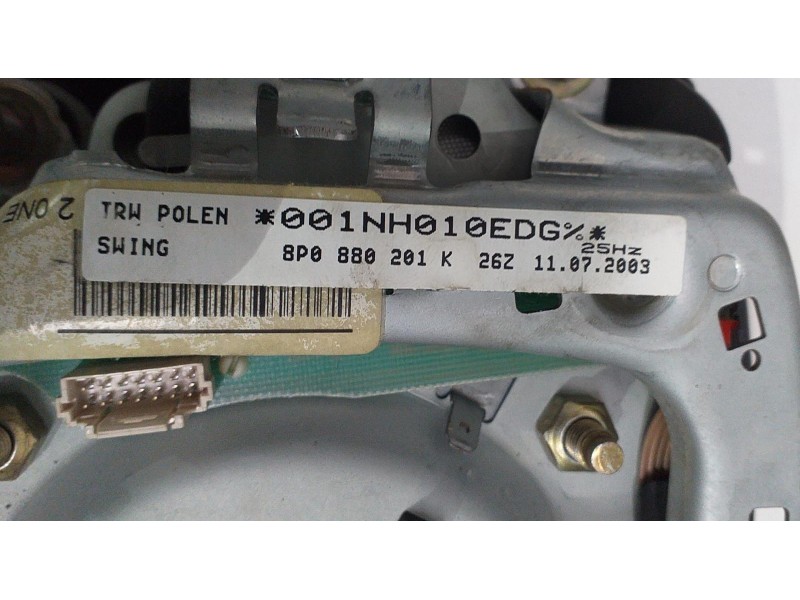 2 ONE
TRW POLEN *001NH010EDG%*
SWING 25Hz
8P0 880 201 K 26Z 11.07.2003